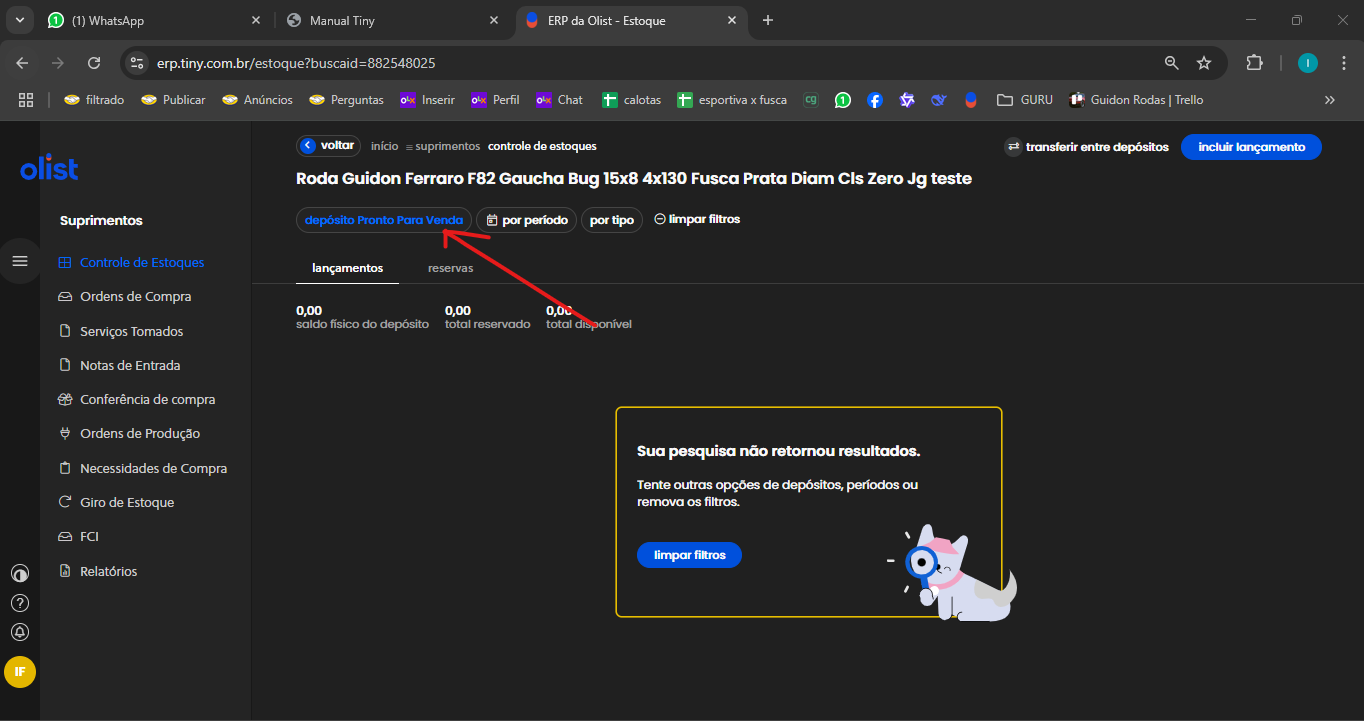 (1) WhatsApp
Manual Tiny
ERP da Olist - Estoque
erp.tiny.com.br/estoque?buscaid=882548025
I
filtrado
Publicar
Anúncios
Perguntas
olx Inserir
olx Perfil
olx Chat
calotas
esportiva x fusca
cg
1
GURU
Guidon Rodas | Trello
»
olist
Suprimentos
Controle de Estoques
Ordens de Compra
Serviços Tomados
Notas de Entrada
Conferência de compra
Ordens de Produção
Necessidades de Compra
Giro de Estoque
FCI
Relatórios
IF
voltar
início
suprimentos
controle de estoques
transferir entre depósitos
incluir lançamento
Roda Guidon Ferraro F82 Gaucha Bug 15x8 4x130 Fusca Prata Diam Cls Zero Jg teste
depósito Pronto Para Venda
por período
por tipo
limpar filtros
lançamentos
reservas
0,00
saldo físico do depósito
0,00
total reservado
0,00
total disponível
Sua pesquisa não retornou resultados.
Tente outras opções de depósitos, períodos ou
remova os filtros.
limpar filtros